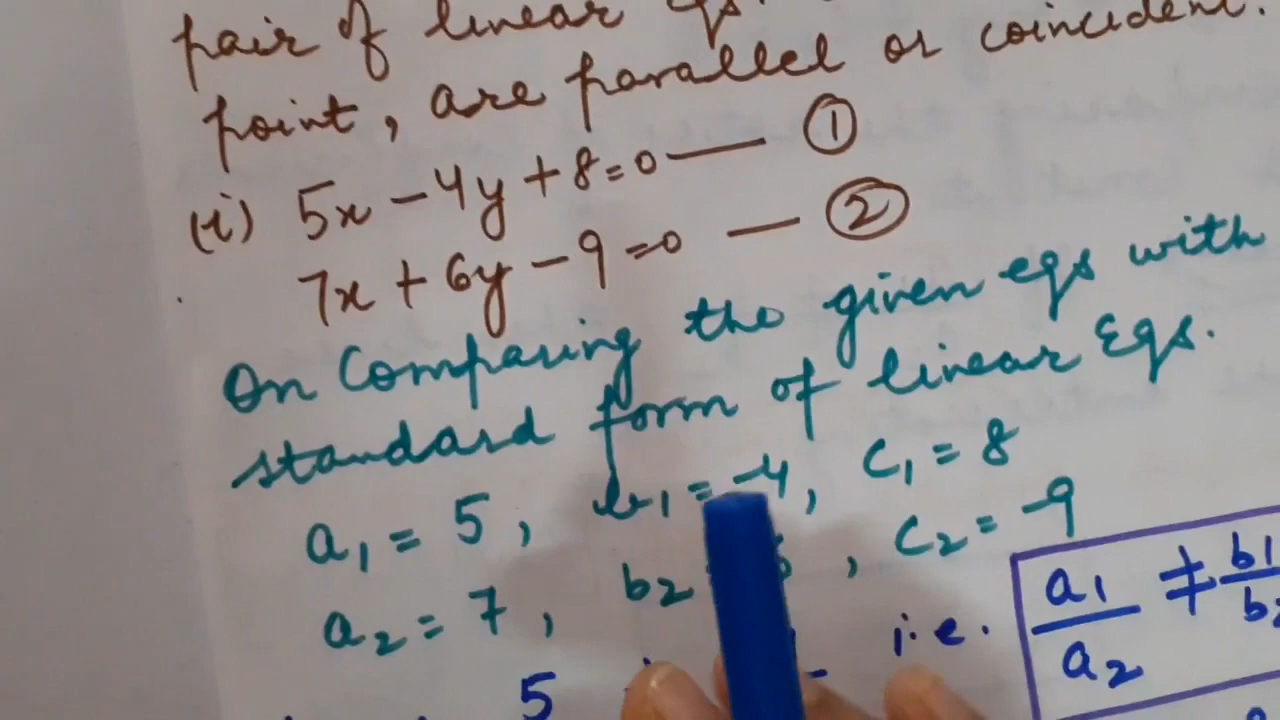 pair of linear Eqs.
point, are parallel or coincident.
(i) 5x - 4y + 8 = 0 — ①
7x + 6y - 9 = 0 — ②
On Comparing the given eqs with
standard form of linear Eqs.
a₁ = 5, b₁ = -4, c₁ = 8
a₂ = 7, b₂ , c₂ = -9
i.e. a₁/a₂ ≠ b₁/b₂
5